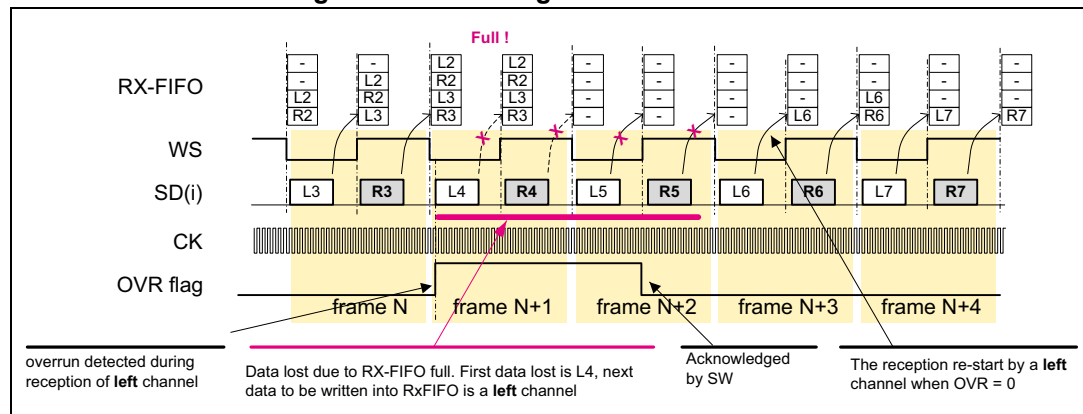 Full !
RX-FIFO
- - L2 L2 - - - - - - -
- L2 R2 R2 - - - - - - -
L2 R2 L3 L3 - - - - L6 - -
R2 L3 R3 R3 - - - L6 R6 L7 R7
WS
SD(i) L3 R3 L4 R4 L5 R5 L6 R6 L7 R7
CK
OVR flag
frame N frame N+1 frame N+2 frame N+3 frame N+4
overrun detected during
reception of left channel
Data lost due to RX-FIFO full. First data lost is L4, next
data to be written into RxFIFO is a left channel
Acknowledged
by SW
The reception re-start by a left
channel when OVR = 0